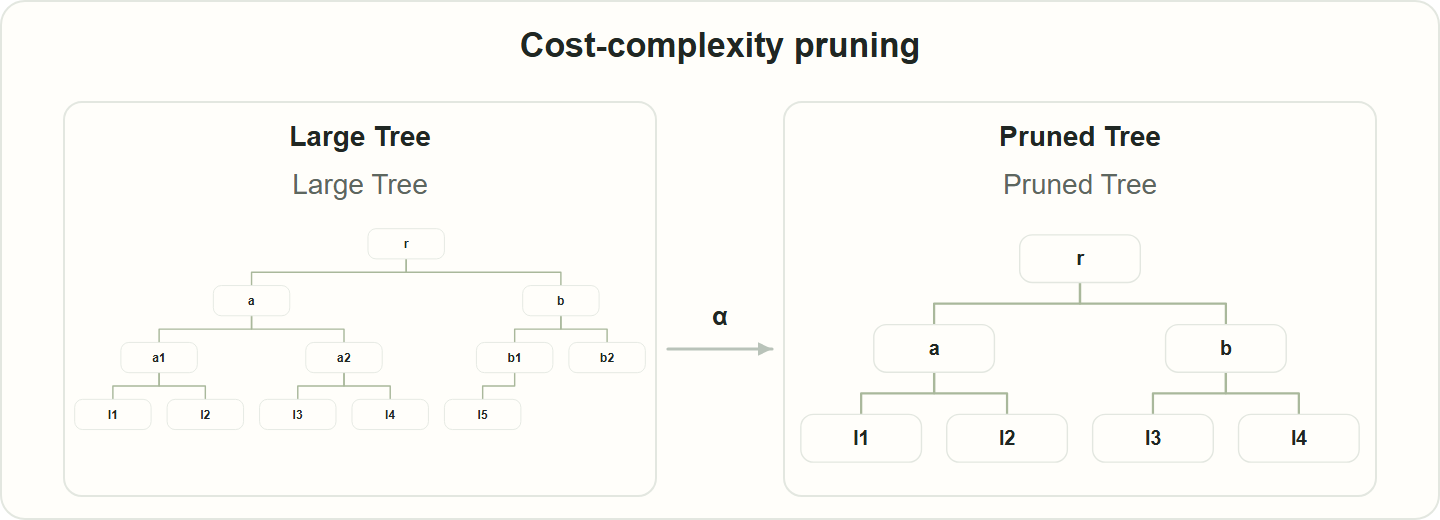 Cost-complexity pruning
Large Tree
Large Tree
r
a
b
a1
a2
b1
b2
l1
l2
l3
l4
l5
α
Pruned Tree
Pruned Tree
r
a
b
l1
l2
l3
l4